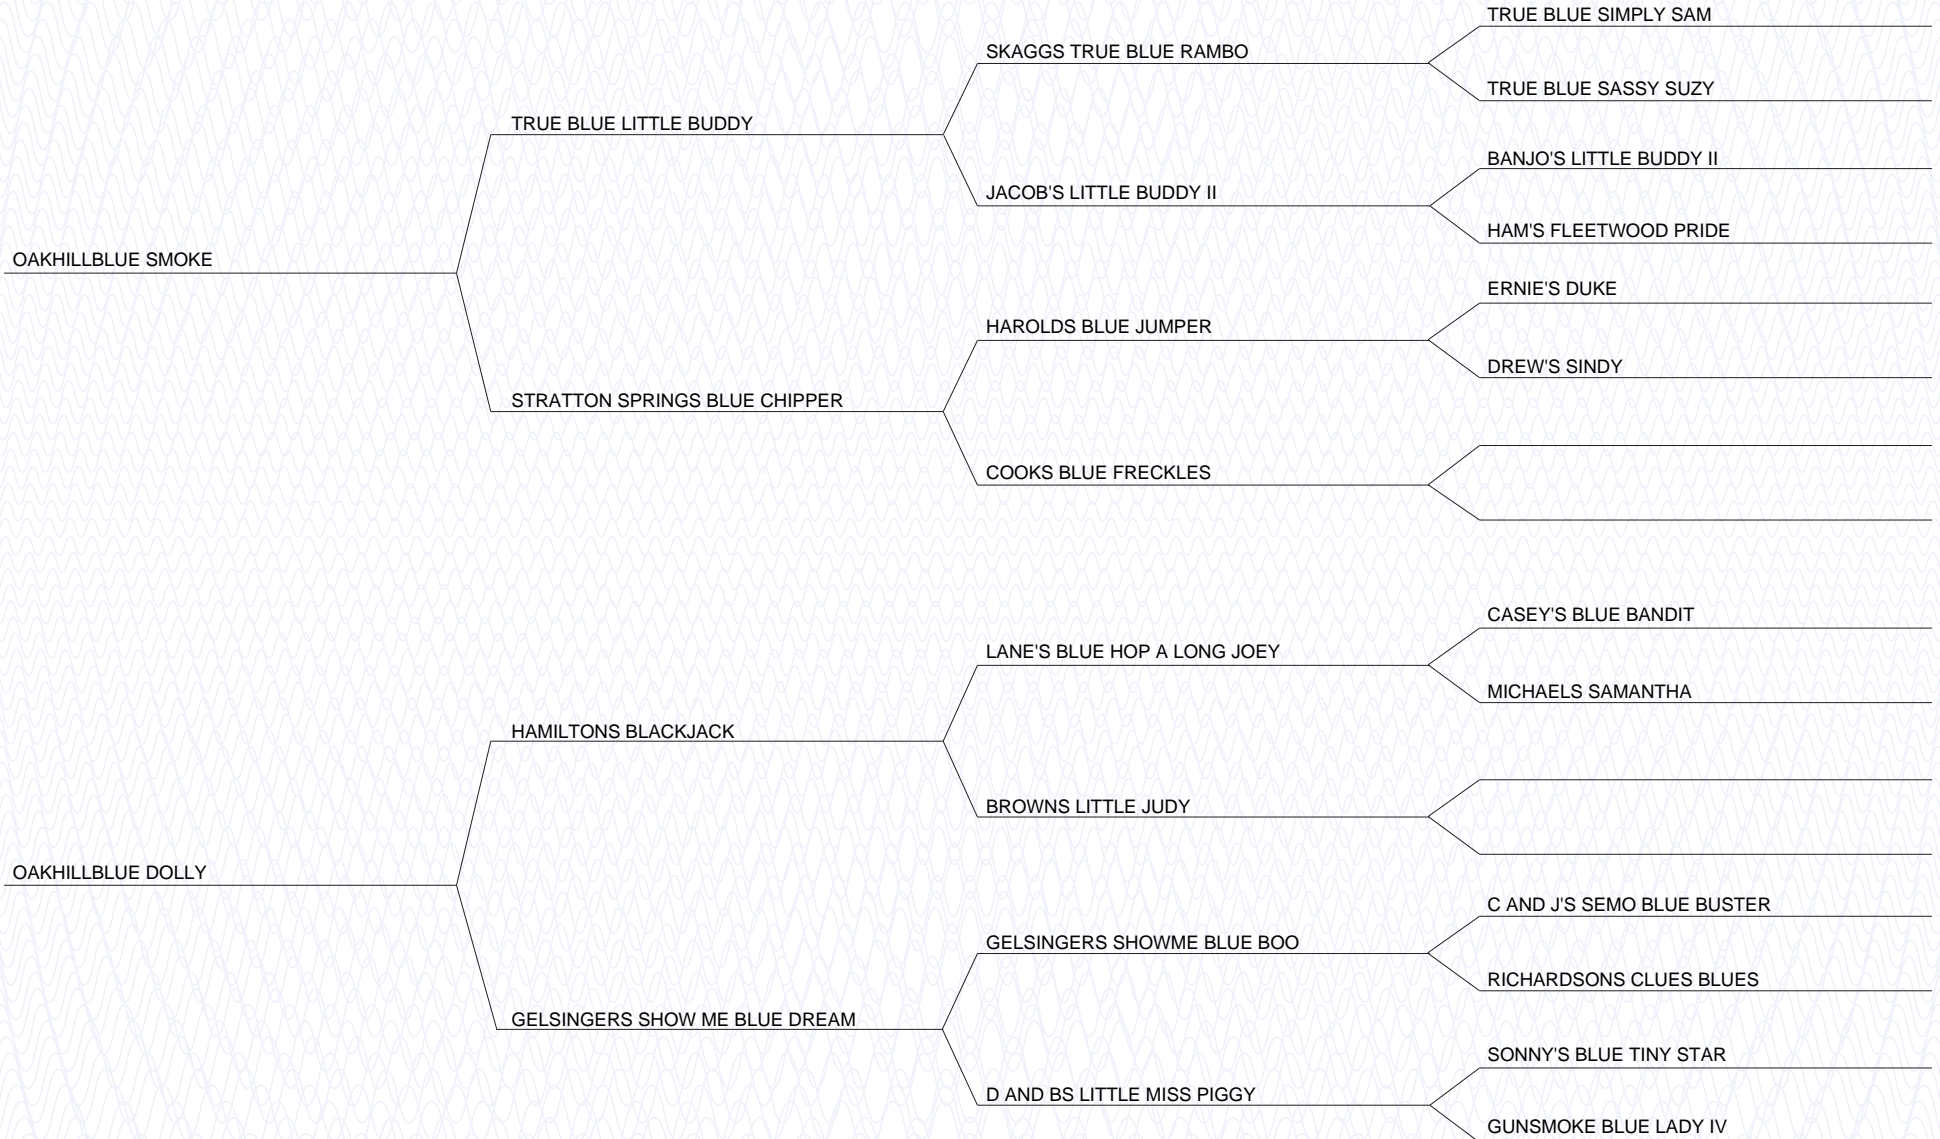 TRUE BLUE SIMPLY SAM
SKAGGS TRUE BLUE RAMBO
TRUE BLUE SASSY SUZY
TRUE BLUE LITTLE BUDDY
BANJO'S LITTLE BUDDY II
JACOB'S LITTLE BUDDY II
HAM'S FLEETWOOD PRIDE
OAKHILLBLUE SMOKE
ERNIE'S DUKE
HAROLDS BLUE JUMPER
DREW'S SINDY
STRATTON SPRINGS BLUE CHIPPER
COOKS BLUE FRECKLES
CASEY'S BLUE BANDIT
LANE'S BLUE HOP A LONG JOEY
MICHAELS SAMANTHA
HAMILTONS BLACKJACK
BROWNS LITTLE JUDY
OAKHILLBLUE DOLLY
C AND J'S SEMO BLUE BUSTER
GELSINGERS SHOWME BLUE BOO
RICHARDSONS CLUES BLUES
GELSINGERS SHOW ME BLUE DREAM
SONNY'S BLUE TINY STAR
D AND BS LITTLE MISS PIGGY
GUNSMOKE BLUE LADY IV